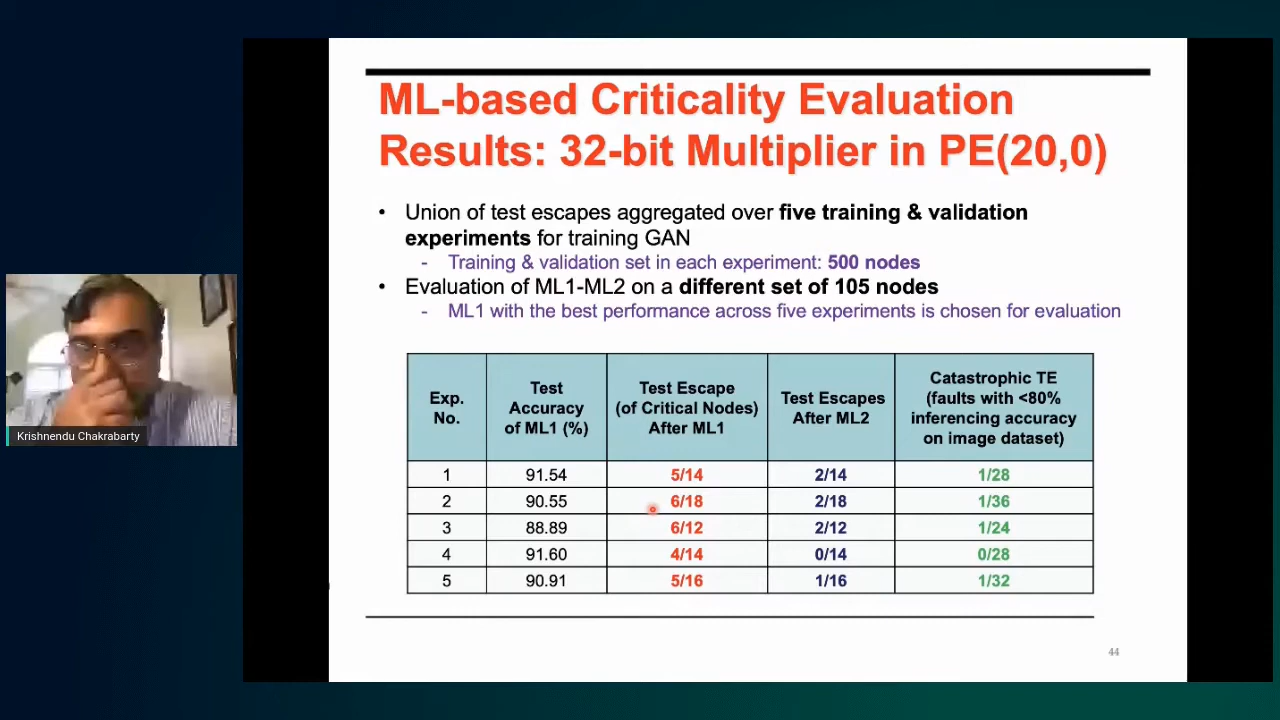 ML-based Criticality Evaluation
Results: 32-bit Multiplier in PE(20,0)
• Union of test escapes aggregated over five training & validation
experiments for training GAN
- Training & validation set in each experiment: 500 nodes
• Evaluation of ML1-ML2 on a different set of 105 nodes
- ML1 with the best performance across five experiments is chosen for evaluation
Exp. No. Test Accuracy of ML1 (%) Test Escape (of Critical Nodes) After ML1 Test Escapes After ML2 Catastrophic TE (faults with <80% inferencing accuracy on image dataset)
1 91.54 5/14 2/14 1/28
2 90.55 6/18 2/18 1/36
3 88.89 6/12 2/12 1/24
4 91.60 4/14 0/14 0/28
5 90.91 5/16 1/16 1/32
44
Krishnendu Chakrabarty